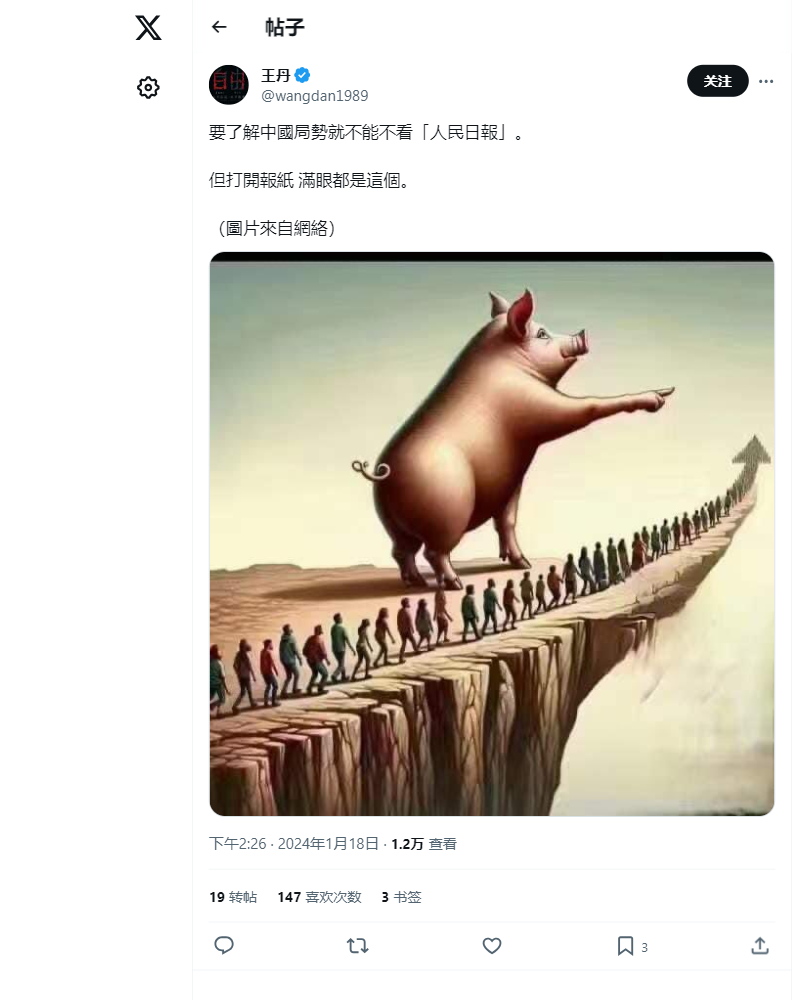 帖子
王丹
@wangdan1989
关注
要了解中國局勢就不能不看「人民日報」。
但打開報紙 滿眼都是這個。
（圖片來自網絡）
下午2:26 · 2024年1月18日 · 1.2万 查看
19 转帖 147 喜欢次数 3 书签
3